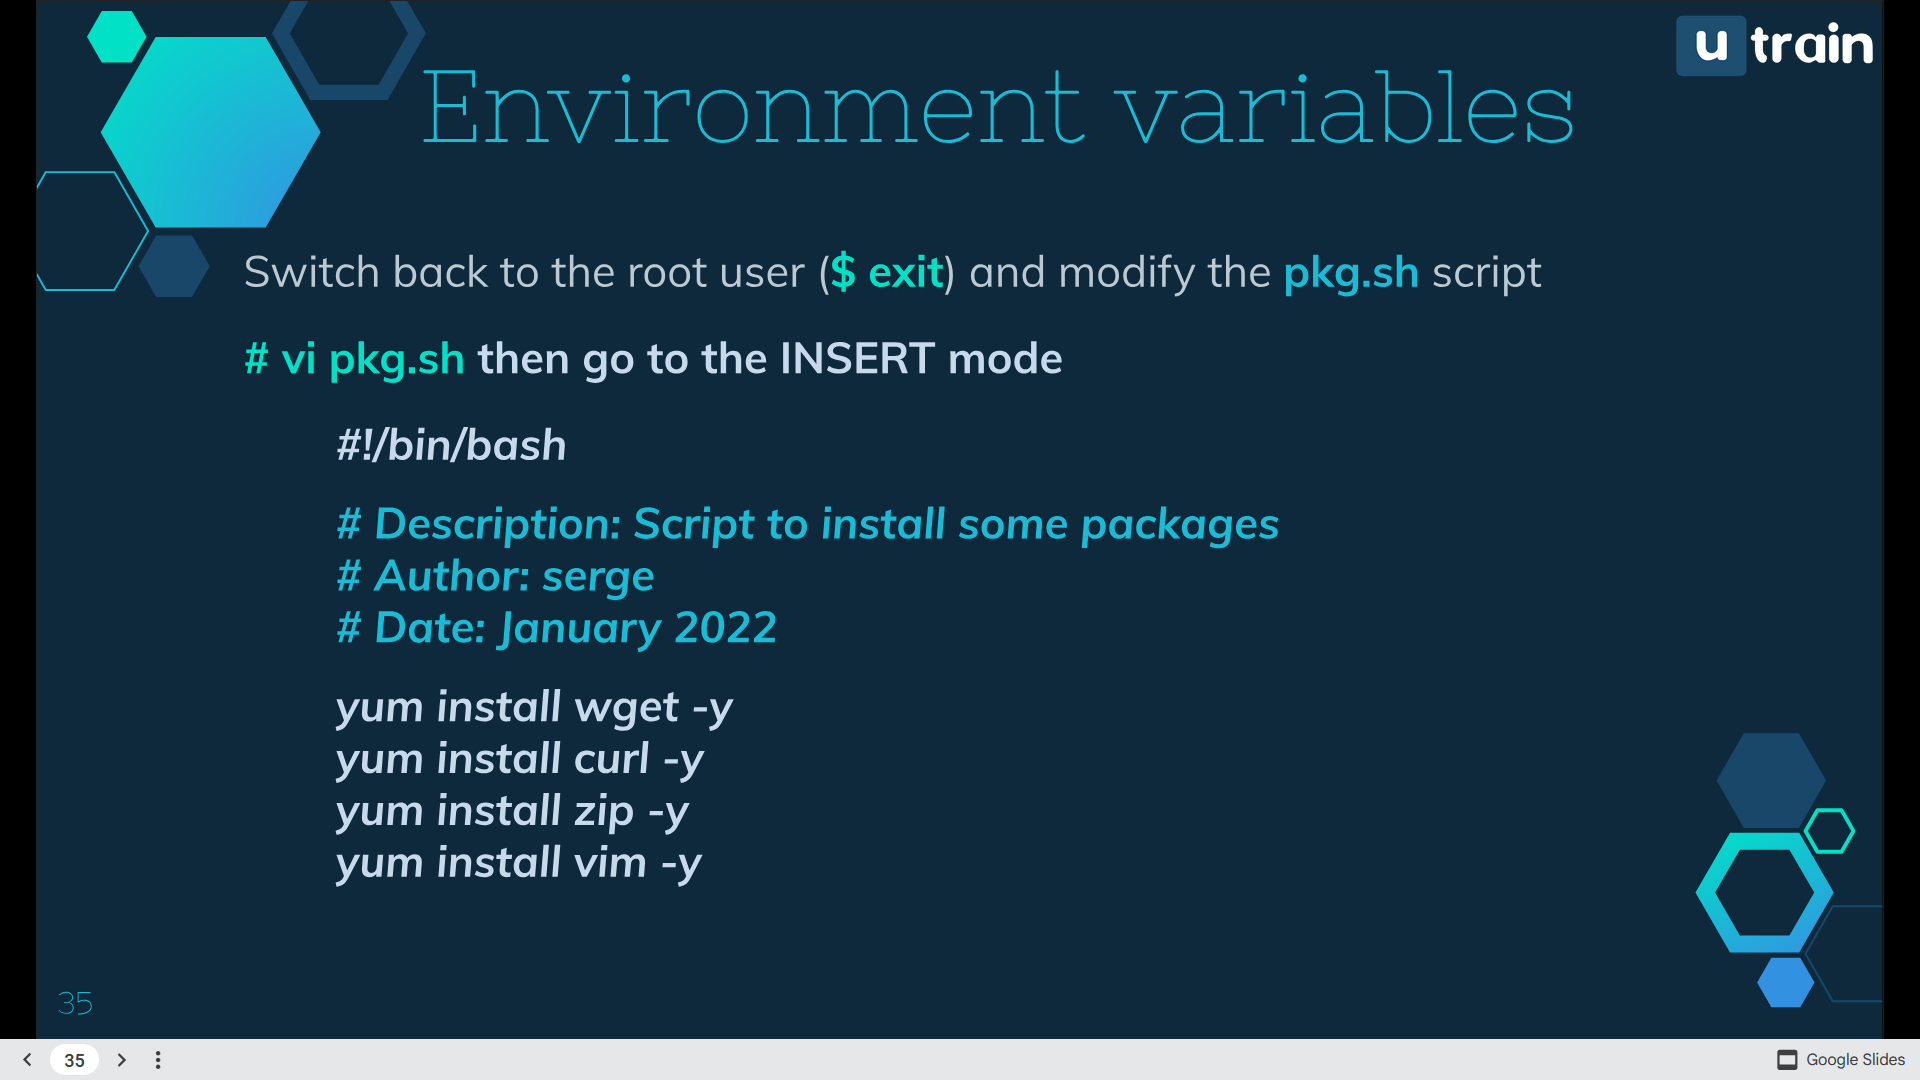 u train
Environment variables
Switch back to the root user ($ exit) and modify the pkg.sh script
# vi pkg.sh then go to the INSERT mode
#!/bin/bash
# Description: Script to install some packages
# Author: serge
# Date: January 2022
yum install wget -y
yum install curl -y
yum install zip -y
yum install vim -y
35
35
Google Slides